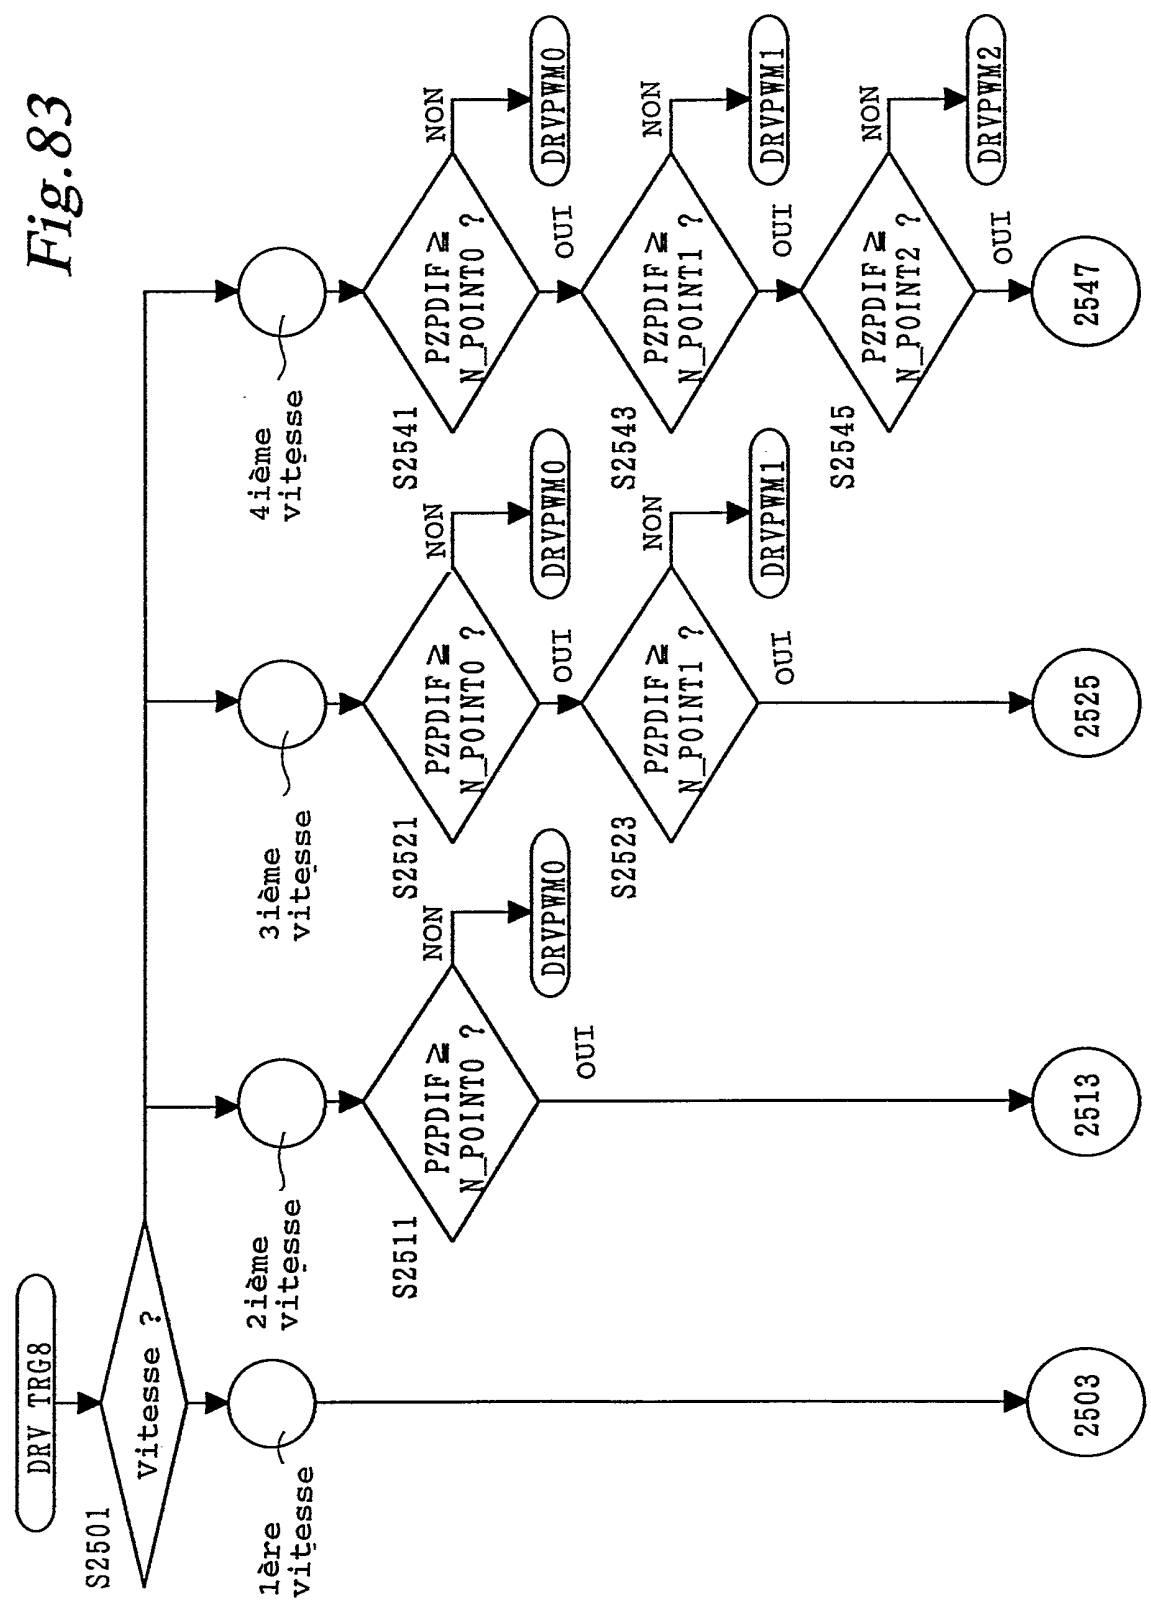 Fig.83
DRV TRG8
S2501
Vitesse ?
1ère
vitesse
2ième
vitesse
3ième
vitesse
4ième
vitesse
2503
S2511
PZPDIF ≧
N_POINT0 ?
NON
DRVPWM0
OUI
2513
S2521
PZPDIF ≧
N_POINT0 ?
NON
DRVPWM0
OUI
S2523
PZPDIF ≧
N_POINT1 ?
NON
DRVPWM1
OUI
2525
S2541
PZPDIF ≧
N_POINT0 ?
NON
DRVPWM0
OUI
S2543
PZPDIF ≧
N_POINT1 ?
NON
DRVPWM1
OUI
S2545
PZPDIF ≧
N_POINT2 ?
NON
DRVPWM2
OUI
2547